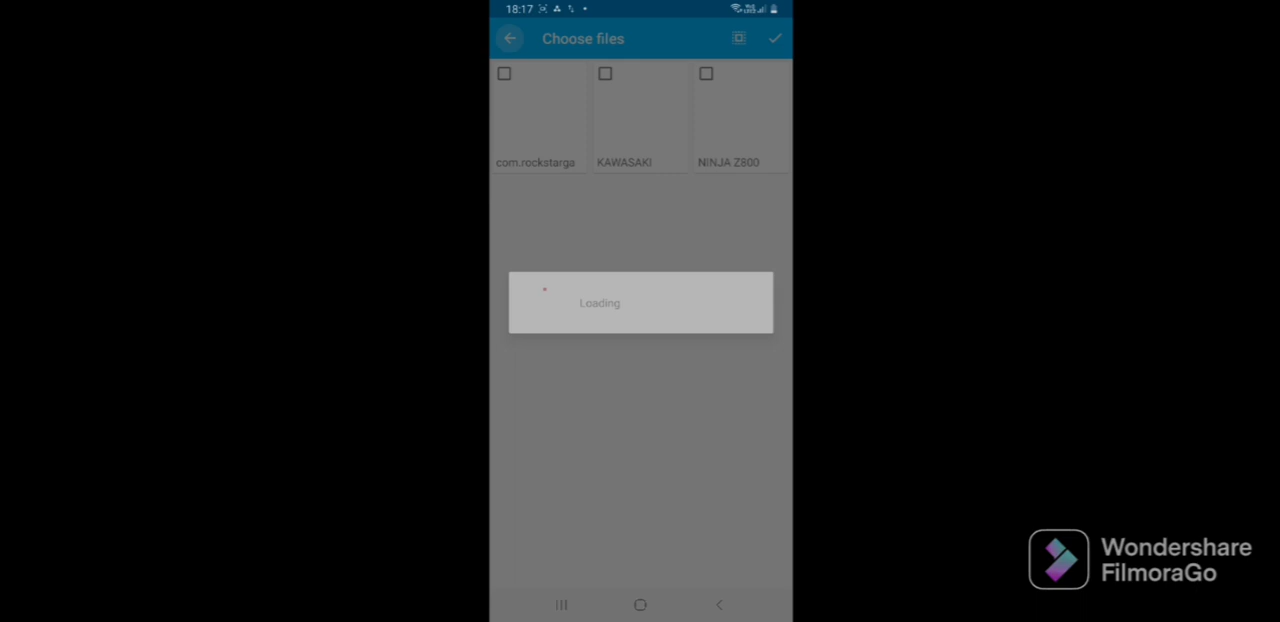 18:17
Choose files
com.rockstarga
KAWASAKI
NINJA Z800
Loading
Wondershare
FilmoraGo